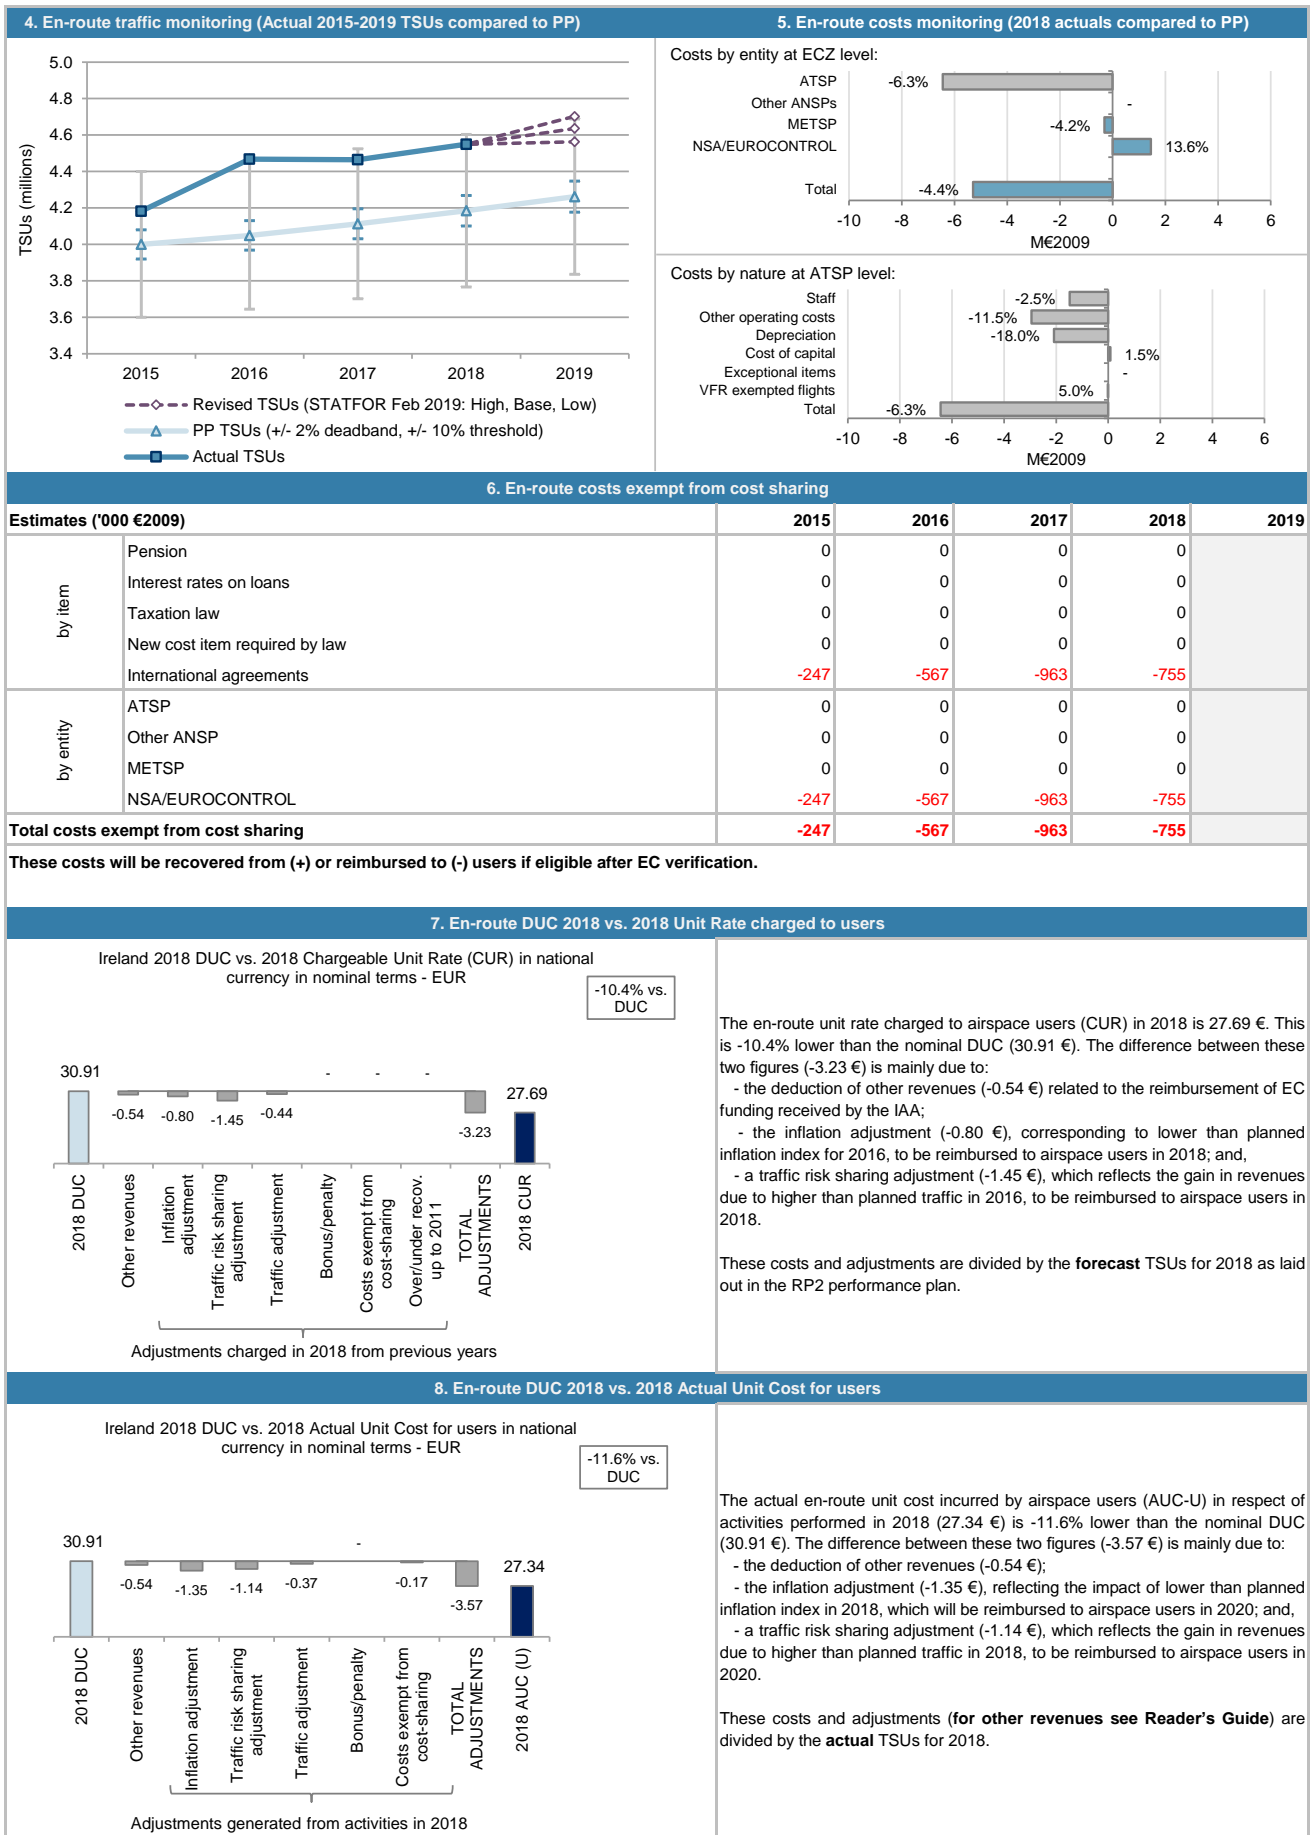 4. En-route traffic monitoring (Actual 2015-2019 TSUs compared to PP)
5.0
4.8
4.6
4.4
4.2
4.0
3.8
3.6
3.4
TSUs (millions)
2015 2016 2017 2018 2019
Revised TSUs (STATFOR Feb 2019: High, Base, Low)
PP TSUs (+/- 2% deadband, +/- 10% threshold)
Actual TSUs
5. En-route costs monitoring (2018 actuals compared to PP)
Costs by entity at ECZ level:
ATSP -6.3%
Other ANSPs -
METSP -4.2%
NSA/EUROCONTROL 13.6%
Total -4.4%
-10 -8 -6 -4 -2 0 2 4 6
M€2009
Costs by nature at ATSP level:
Staff -2.5%
Other operating costs -11.5%
Depreciation -18.0%
Cost of capital 1.5%
Exceptional items -
VFR exempted flights 5.0%
Total -6.3%
-10 -8 -6 -4 -2 0 2 4 6
M€2009
6. En-route costs exempt from cost sharing
Estimates ('000 €2009) 2015 2016 2017 2018 2019
by item
Pension 0 0 0 0
Interest rates on loans 0 0 0 0
Taxation law 0 0 0 0
New cost item required by law 0 0 0 0
International agreements -247 -567 -963 -755
by entity
ATSP 0 0 0 0
Other ANSP 0 0 0 0
METSP 0 0 0 0
NSA/EUROCONTROL -247 -567 -963 -755
Total costs exempt from cost sharing -247 -567 -963 -755
These costs will be recovered from (+) or reimbursed to (-) users if eligible after EC verification.
7. En-route DUC 2018 vs. 2018 Unit Rate charged to users
Ireland 2018 DUC vs. 2018 Chargeable Unit Rate (CUR) in national
currency in nominal terms - EUR
-10.4% vs.
DUC
30.91 -0.54 -0.80 -1.45 -0.44 - - - -3.23 27.69
2018 DUC
Other revenues
Inflation
adjustment
Traffic risk sharing
adjustment
Traffic adjustment
Bonus/penalty
Costs exempt from
cost-sharing
Over/under recov.
up to 2011
TOTAL
ADJUSTMENTS
2018 CUR
Adjustments charged in 2018 from previous years
The en-route unit rate charged to airspace users (CUR) in 2018 is 27.69 €. This
is -10.4% lower than the nominal DUC (30.91 €). The difference between these
two figures (-3.23 €) is mainly due to:
- the deduction of other revenues (-0.54 €) related to the reimbursement of EC
funding received by the IAA;
- the inflation adjustment (-0.80 €), corresponding to lower than planned
inflation index for 2016, to be reimbursed to airspace users in 2018; and,
- a traffic risk sharing adjustment (-1.45 €), which reflects the gain in revenues
due to higher than planned traffic in 2016, to be reimbursed to airspace users in
2018.
These costs and adjustments are divided by the forecast TSUs for 2018 as laid
out in the RP2 performance plan.
8. En-route DUC 2018 vs. 2018 Actual Unit Cost for users
Ireland 2018 DUC vs. 2018 Actual Unit Cost for users in national
currency in nominal terms - EUR
-11.6% vs.
DUC
30.91 -0.54 -1.35 -1.14 -0.37 - -0.17 -3.57 27.34
2018 DUC
Other revenues
Inflation adjustment
Traffic risk sharing
adjustment
Traffic adjustment
Bonus/penalty
Costs exempt from
cost-sharing
TOTAL
ADJUSTMENTS
2018 AUC (U)
Adjustments generated from activities in 2018
The actual en-route unit cost incurred by airspace users (AUC-U) in respect of
activities performed in 2018 (27.34 €) is -11.6% lower than the nominal DUC
(30.91 €). The difference between these two figures (-3.57 €) is mainly due to:
- the deduction of other revenues (-0.54 €);
- the inflation adjustment (-1.35 €), reflecting the impact of lower than planned
inflation index in 2018, which will be reimbursed to airspace users in 2020; and,
- a traffic risk sharing adjustment (-1.14 €), which reflects the gain in revenues
due to higher than planned traffic in 2018, to be reimbursed to airspace users in
2020.
These costs and adjustments (for other revenues see Reader's Guide) are
divided by the actual TSUs for 2018.